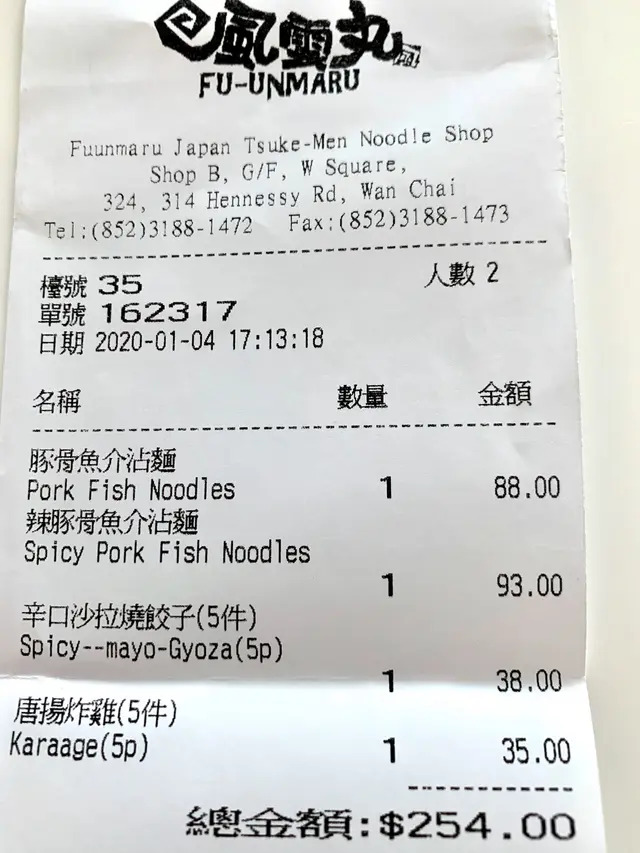 風雲丸
FU-UNMARU
Fuunmaru Japan Tsuke-Men Noodle Shop
Shop B, G/F, W Square,
324, 314 Hennessy Rd, Wan Chai
Tel:(852)3188-1472 Fax:(852)3188-1473
檯號 35 人數 2
單號 162317
日期 2020-01-04 17:13:18
名稱 數量 金額
豚骨魚介沾麵
Pork Fish Noodles 1 88.00
辣豚骨魚介沾麵
Spicy Pork Fish Noodles
1 93.00
辛口沙拉燒餃子(5件)
Spicy--mayo-Gyoza(5p)
1 38.00
唐揚炸雞(5件)
Karaage(5p) 1 35.00
總金額:$254.00